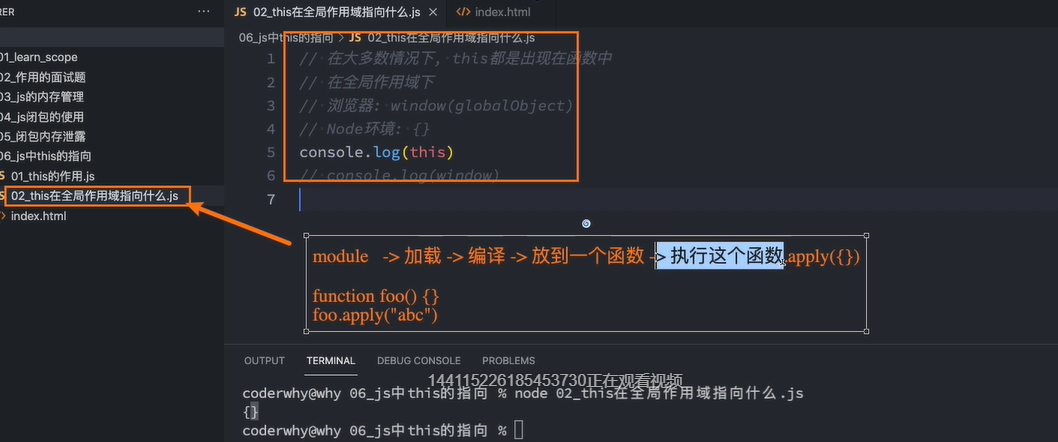 RER
...
JS 02_this在全局作用域指向什么.js ×
<> index.html
06_js中this的指向 > JS 02_this在全局作用域指向什么.js
01_learn_scope
02_作用的面试题
03_js的内存管理
04_js闭包的使用
05_闭包内存泄露
06_js中this的指向
01_this的作用.js
02_this在全局作用域指向什么.js
index.html
1 // 在大多数情况下, this都是出现在函数中
2 // 在全局作用域下
3 // 浏览器: window(globalObject)
4 // Node环境: {}
5 console.log(this)
6 // console.log(window)
7
module -> 加载 -> 编译 -> 放到一个函数 -> 执行这个函数.apply({})
function foo() {}
foo.apply("abc")
OUTPUT TERMINAL DEBUG CONSOLE PROBLEMS
144115226185453730正在观看视频
coderwhy@why 06_js中this的指向 % node 02_this在全局作用域指向什么.js
{}
coderwhy@why 06_js中this的指向 %